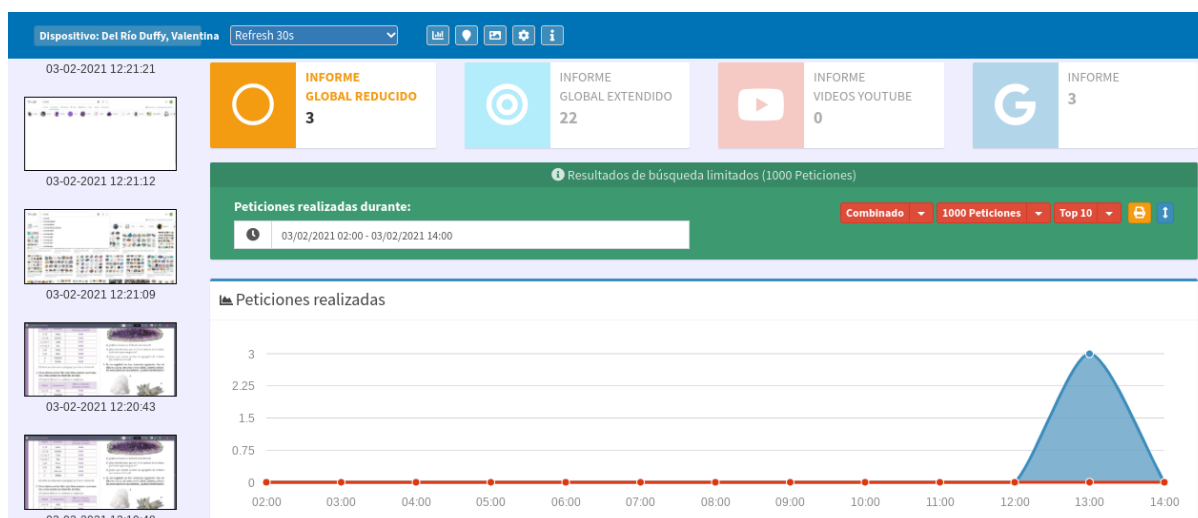 Dispositivo: Del Río Duffy, Valentina
Refresh 30s
03-02-2021 12:21:21
03-02-2021 12:21:12
03-02-2021 12:21:09
03-02-2021 12:20:43
INFORME
GLOBAL REDUCIDO
3
INFORME
GLOBAL EXTENDIDO
22
INFORME
VIDEOS YOUTUBE
0
G
INFORME
3
Resultados de búsqueda limitados (1000 Peticiones)
Peticiones realizadas durante:
03/02/2021 02:00 - 03/02/2021 14:00
Combinado
1000 Peticiones
Top 10
Peticiones realizadas
3
2.25
1.5
0.75
0
02:00 03:00 04:00 05:00 06:00 07:00 08:00 09:00 10:00 11:00 12:00 13:00 14:00